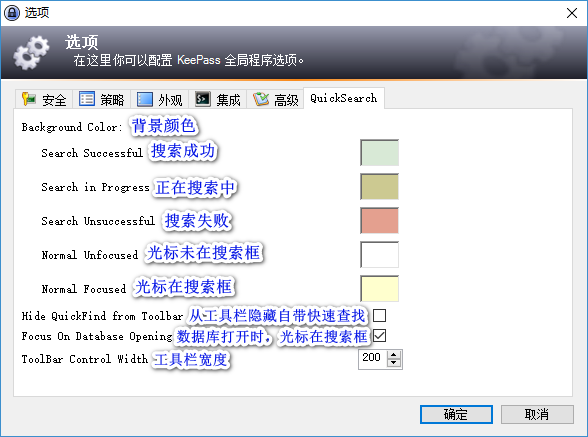 选项
选项
在这里你可以配置 KeePass 全局程序选项。
安全 策略 外观 集成 高级 QuickSearch
Background Color: 背景颜色
Search Successful 搜索成功
Search in Progress 正在搜索中
Search Unsuccessful 搜索失败
Normal Unfocused 光标未在搜索框
Normal Focused 光标在搜索框
Hide QuickFind from Toolbar 从工具栏隐藏自带快速查找
Focus On Database Opening 数据库打开时，光标在搜索框
ToolBar Control Width 工具栏宽度 200
确定 取消